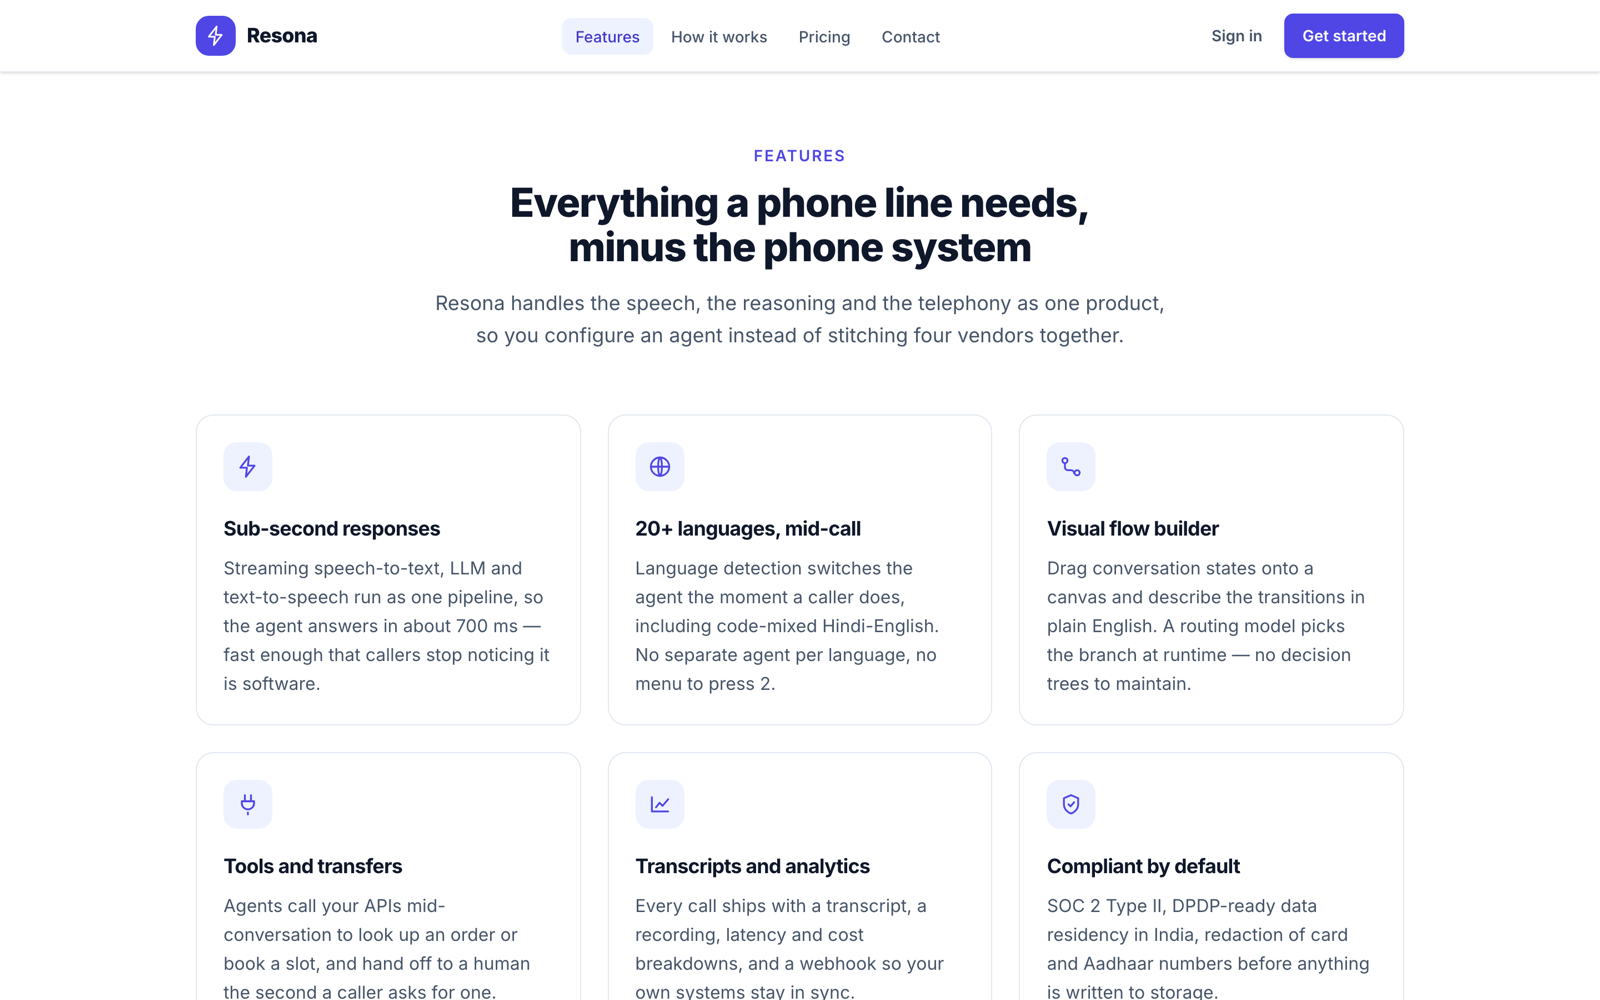 Resona
Features
How it works
Pricing
Contact
Sign in
Get started
FEATURES
Everything a phone line needs,
minus the phone system
Resona handles the speech, the reasoning and the telephony as one product,
so you configure an agent instead of stitching four vendors together.
Sub-second responses
Streaming speech-to-text, LLM and
text-to-speech run as one pipeline, so
the agent answers in about 700 ms —
fast enough that callers stop noticing it
is software.
20+ languages, mid-call
Language detection switches the
agent the moment a caller does,
including code-mixed Hindi-English.
No separate agent per language, no
menu to press 2.
Visual flow builder
Drag conversation states onto a
canvas and describe the transitions in
plain English. A routing model picks
the branch at runtime — no decision
trees to maintain.
Tools and transfers
Agents call your APIs mid-
conversation to look up an order or
book a slot, and hand off to a human
the second a caller asks for one.
Transcripts and analytics
Every call ships with a transcript, a
recording, latency and cost
breakdowns, and a webhook so your
own systems stay in sync.
Compliant by default
SOC 2 Type II, DPDP-ready data
residency in India, redaction of card
and Aadhaar numbers before anything
is written to storage.